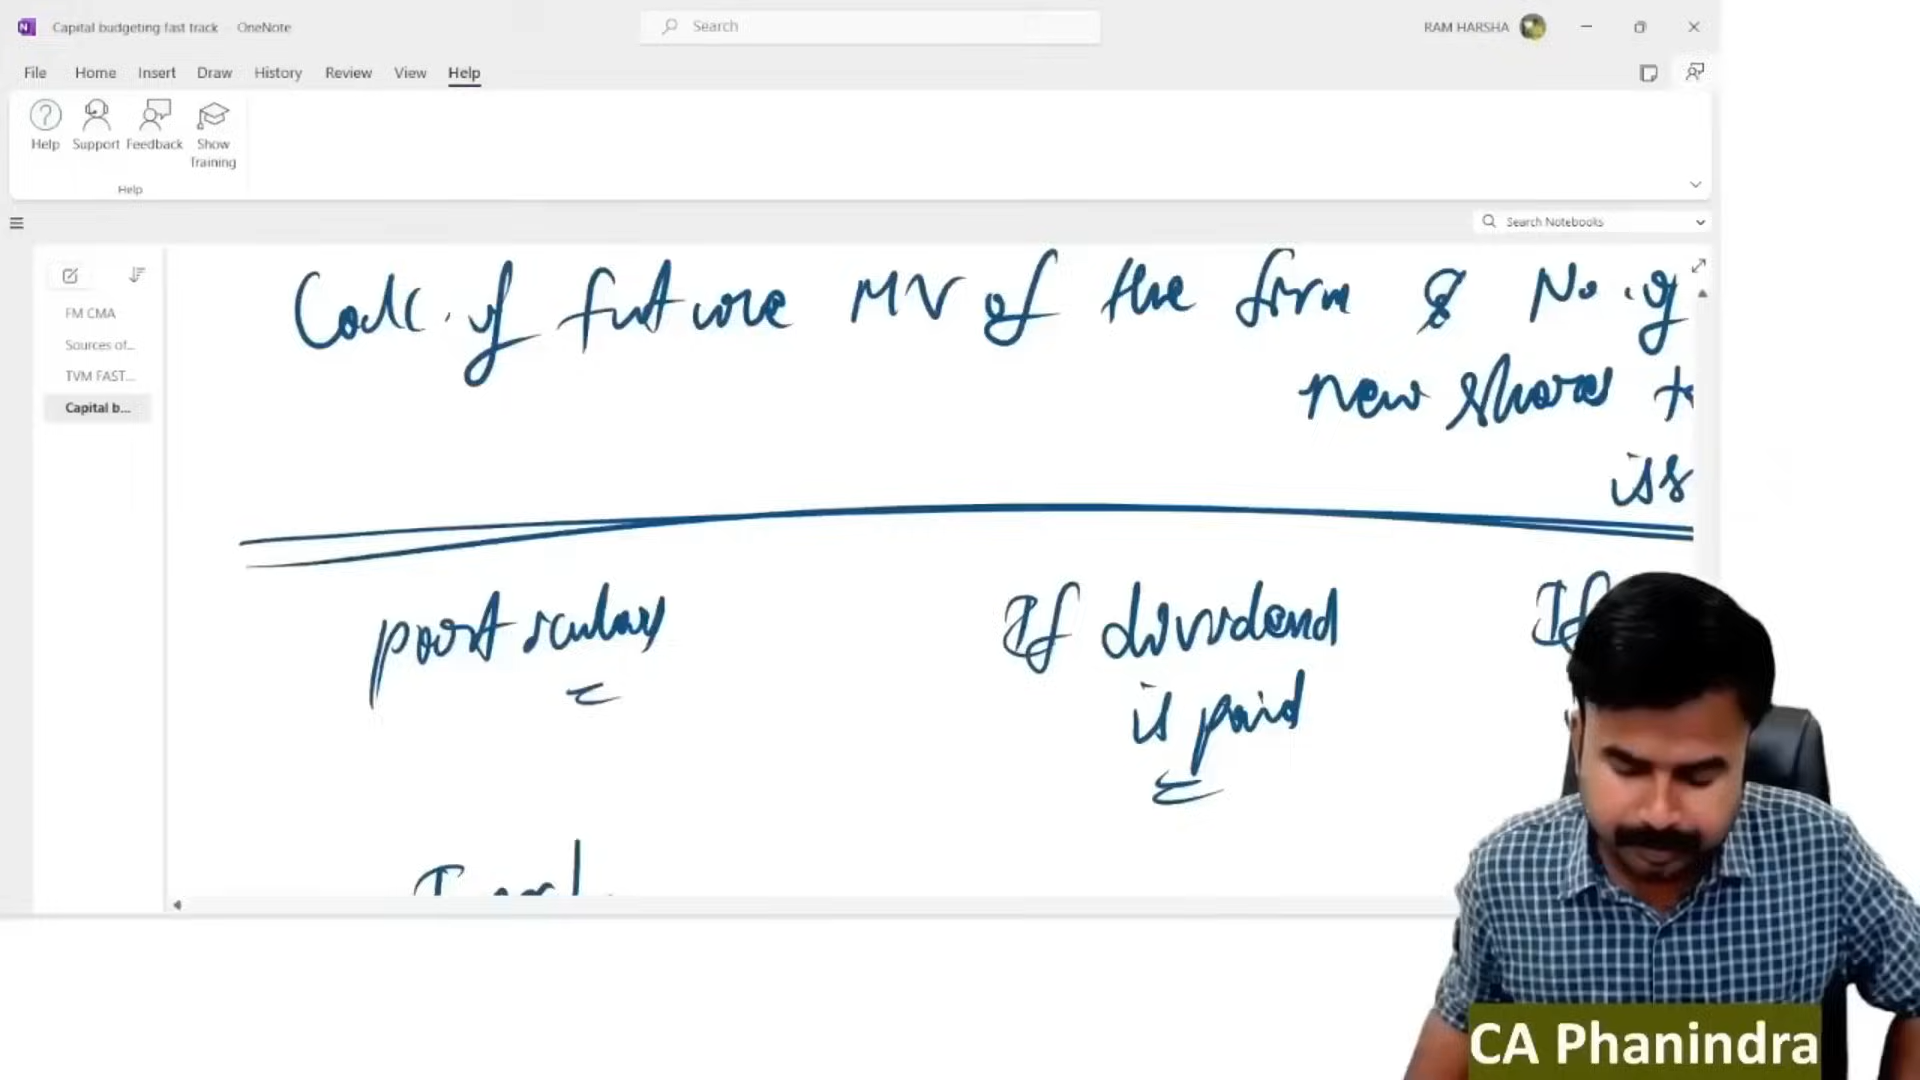 Capital budgeting fast track - OneNote
Search
RAM HARSHA
File Home Insert Draw History Review View Help
Help Support Feedback Show Training
Help
Search Notebooks
FM CMA
Sources of...
TVM FAST...
Capital b...
Calc. of future MV of the firm & No. of
new shares to
iss
particulars
If dividend
is paid
If
CA Phanindra